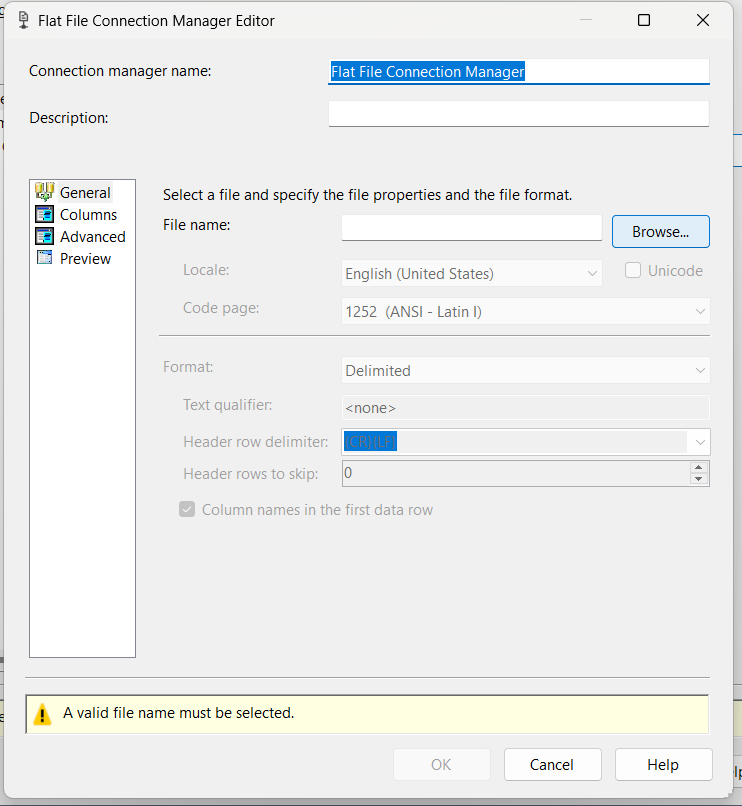 Flat File Connection Manager Editor
Connection manager name: Flat File Connection Manager
Description:
General
Columns
Advanced
Preview
Select a file and specify the file properties and the file format.
File name: Browse...
Locale: English (United States) Unicode
Code page: 1252 (ANSI - Latin I)
Format: Delimited
Text qualifier: <none>
Header row delimiter: {CR}{LF}
Header rows to skip: 0
Column names in the first data row
A valid file name must be selected.
OK Cancel Help